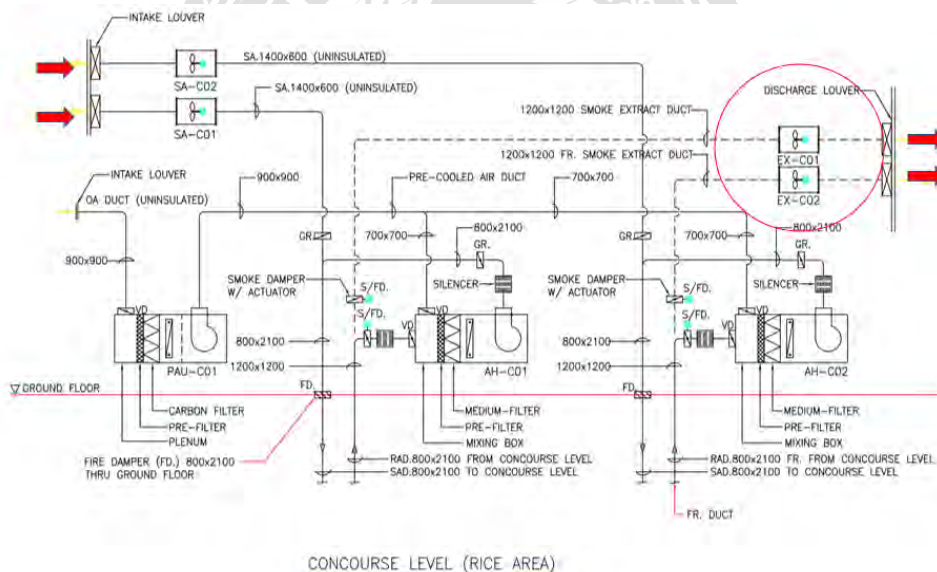 INTAKE LOUVER
SA.1400x600 (UNINSULATED)
SA-C02
SA.1400x600 (UNINSULATED)
SA-C01
DISCHARGE LOUVER
1200x1200 SMOKE EXTRACT DUCT
EX-C01
1200x1200 FR. SMOKE EXTRACT DUCT
EX-C02
INTAKE LOUVER
OA DUCT (UNINSULATED)
900x900
PRE-COOLED AIR DUCT
700x700
900x900
GR.
700x700
800x2100
GR.
GR.
700x700
800x2100
GR.
SMOKE DAMPER
W/ ACTUATOR
S/FD.
SILENCER
SMOKE DAMPER
W/ ACTUATOR
S/FD.
SILENCER
S/FD.
S/FD.
VD
VD
VD
VD
800x2100
800x2100
1200x1200
1200x1200
PAU-C01
AH-C01
AH-C02
GROUND FLOOR
FD.
FD.
CARBON FILTER
PRE-FILTER
PLENUM
MEDIUM-FILTER
PRE-FILTER
MIXING BOX
MEDIUM-FILTER
PRE-FILTER
MIXING BOX
FIRE DAMPER (FD.) 800x2100
THRU GROUND FLOOR
RAD.800x2100 FROM CONCOURSE LEVEL
SAD.800x2100 TO CONCOURSE LEVEL
RAD.800x2100 FR. FROM CONCOURSE LEVEL
SAD.800x2100 TO CONCOURSE LEVEL
FR. DUCT
CONCOURSE LEVEL (RICE AREA)